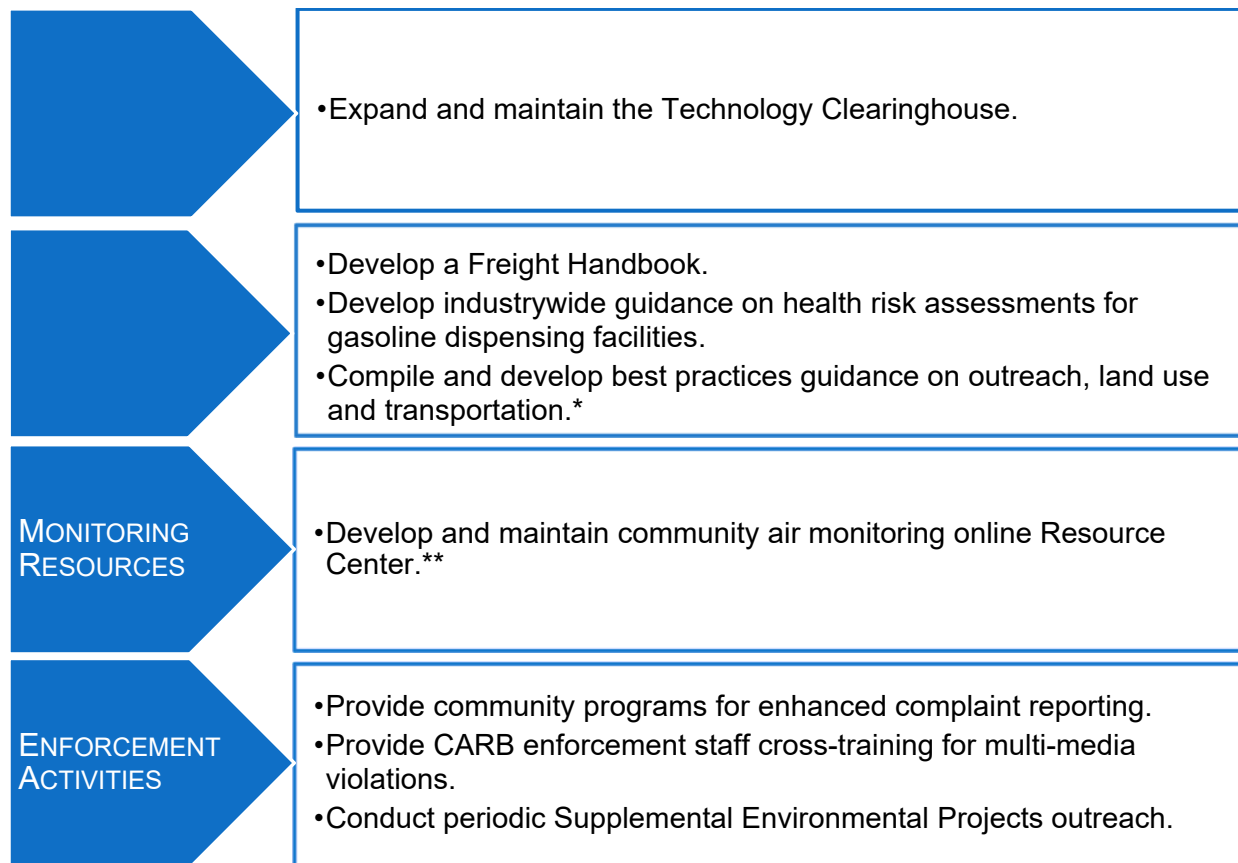 •Expand and maintain the Technology Clearinghouse.
•Develop a Freight Handbook.
•Develop industrywide guidance on health risk assessments for
gasoline dispensing facilities.
•Compile and develop best practices guidance on outreach, land use
and transportation.*
MONITORING
RESOURCES
•Develop and maintain community air monitoring online Resource
Center.**
ENFORCEMENT
ACTIVITIES
•Provide community programs for enhanced complaint reporting.
•Provide CARB enforcement staff cross-training for multi-media
violations.
•Conduct periodic Supplemental Environmental Projects outreach.